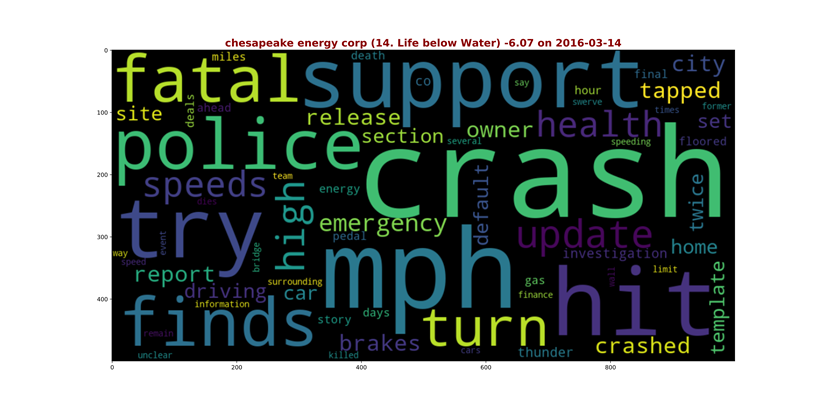 chesapeake energy corp (14. Life below Water) -6.07 on 2016-03-14
0
100
200
300
400
0 200 400 600 800
fatal
miles
support
death
co
say
hour
swerve
final
city
tapped
times
former
site
deals
ahead
release
section
owner
health
set
police
several
crash
speeding
floored
speeds
team
dies
energy
high
default
twice
try
emergency
pedal
update
home
way
event
speed
bridge
mph
investigation
report
surrounding
gas
limit
wall
driving
car
finance
hit
template
information
finds
story
days
turn
remain
brakes
crashed
unclear
killed
cars
thunder